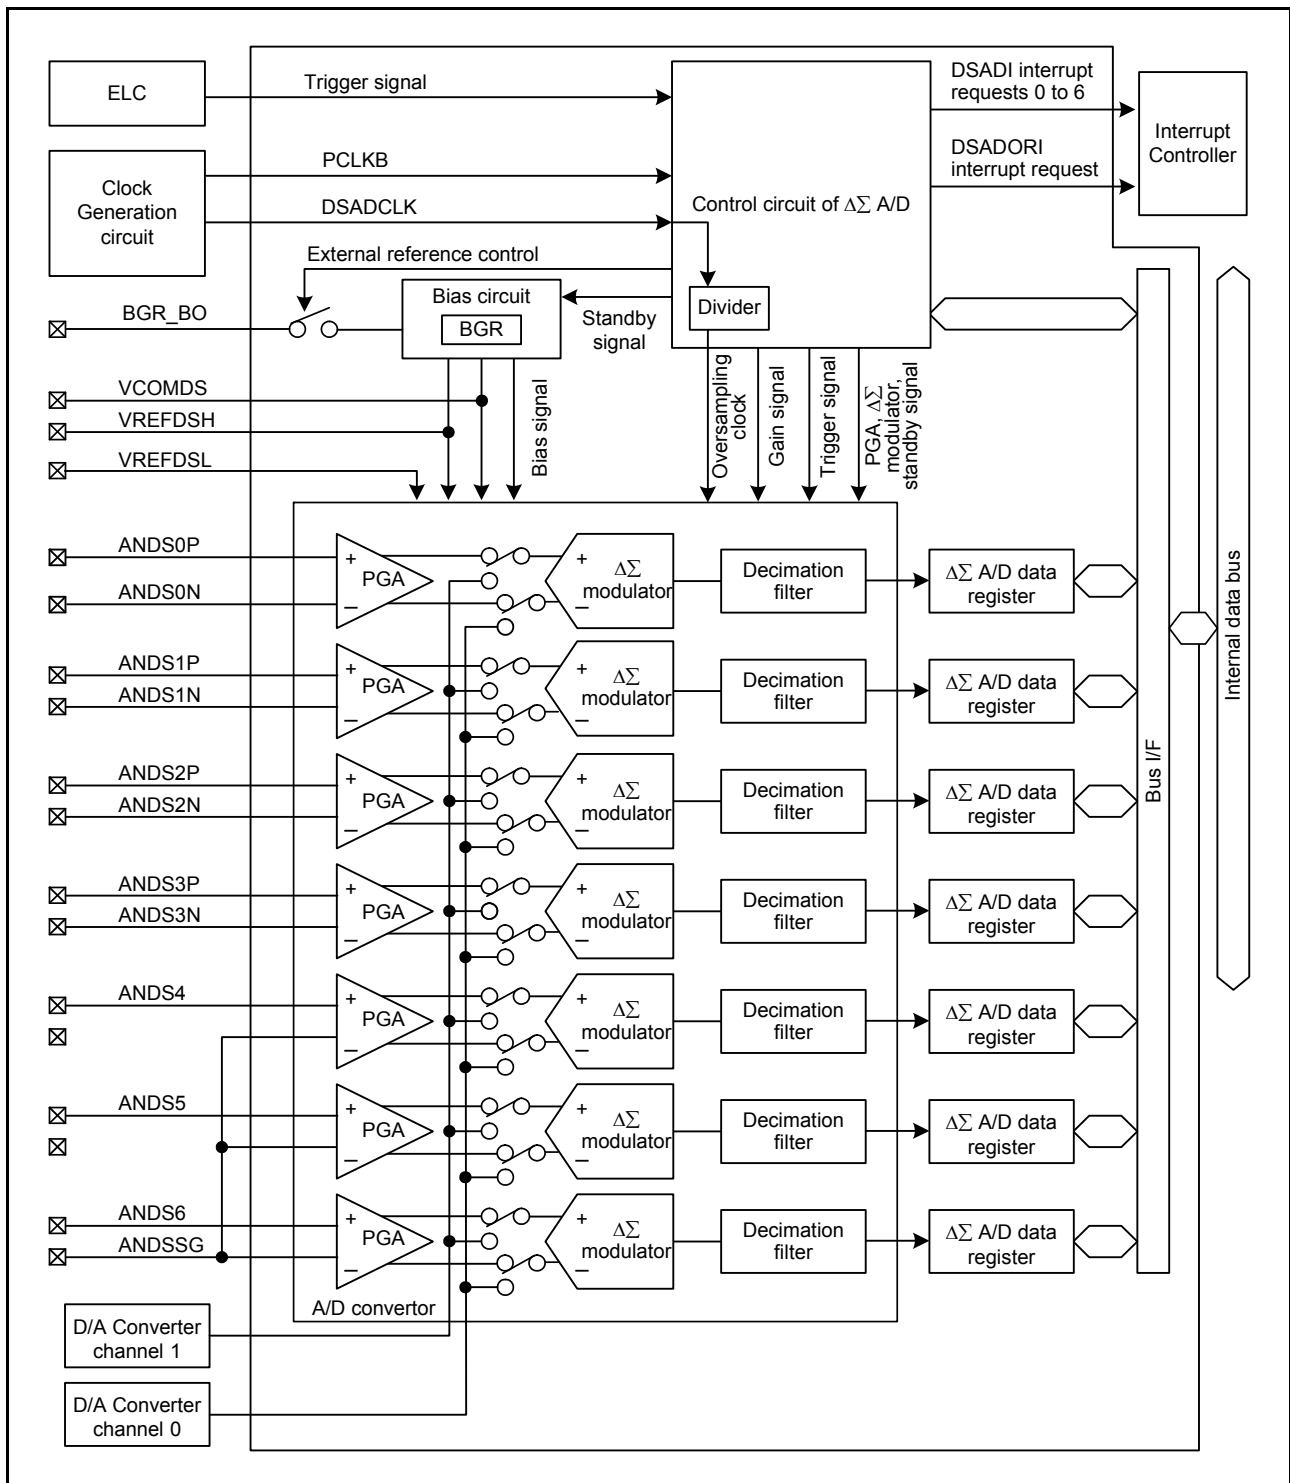 ELC
Trigger signal
DSADI interrupt
requests 0 to 6
Interrupt
Controller
DSADORI
interrupt request
Clock
Generation
circuit
PCLKB
DSADCLK
Control circuit of ΔΣ A/D
External reference control
Bias circuit
BGR
Standby
signal
Divider
BGR_BO
VCOMDS
VREFDSH
VREFDSL
Bias signal
Oversampling
clock
Gain signal
Trigger signal
PGA, ΔΣ
modulator,
standby signal
Internal data bus
Bus I/F
ANDS0P
ANDS0N
+
PGA
−
+
ΔΣ
modulator
−
Decimation
filter
ΔΣ A/D data
register
ANDS1P
ANDS1N
+
PGA
−
+
ΔΣ
modulator
−
Decimation
filter
ΔΣ A/D data
register
ANDS2P
ANDS2N
+
PGA
−
+
ΔΣ
modulator
−
Decimation
filter
ΔΣ A/D data
register
ANDS3P
ANDS3N
+
PGA
−
+
ΔΣ
modulator
−
Decimation
filter
ΔΣ A/D data
register
ANDS4
+
PGA
−
+
ΔΣ
modulator
−
Decimation
filter
ΔΣ A/D data
register
ANDS5
+
PGA
−
+
ΔΣ
modulator
−
Decimation
filter
ΔΣ A/D data
register
ANDS6
ANDSSG
+
PGA
−
+
ΔΣ
modulator
−
Decimation
filter
ΔΣ A/D data
register
A/D convertor
D/A Converter
channel 1
D/A Converter
channel 0